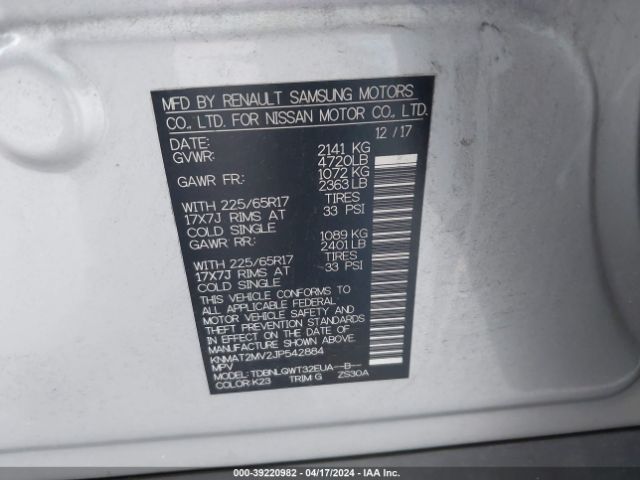 MFD BY RENAULT SAMSUNG MOTORS
CO., LTD. FOR NISSAN MOTOR CO., LTD.
DATE: 12/17
GVWR: 2141 KG
4720LB
GAWR FR: 1072 KG
2363LB
WITH 225/65R17 TIRES
17X7J RIMS AT 33 PSI
COLD SINGLE
GAWR RR: 1089 KG
2401LB
WITH 225/65R17 TIRES
17X7J RIMS AT 33 PSI
COLD SINGLE
THIS VEHICLE CONFORMS TO
ALL APPLICABLE FEDERAL
MOTOR VEHICLE SAFETY AND
THEFT PREVENTION STANDARDS
IN EFFECT ON THE DATE OF
MANUFACTURE SHOWN ABOVE.
KNMAT2MV2JP542884
MPV
MODEL: TDBNLQWT32EUA--B--
COLOR:K23 TRIM G ZS30A
000-39220982 - 04/17/2024 - IAA Inc.